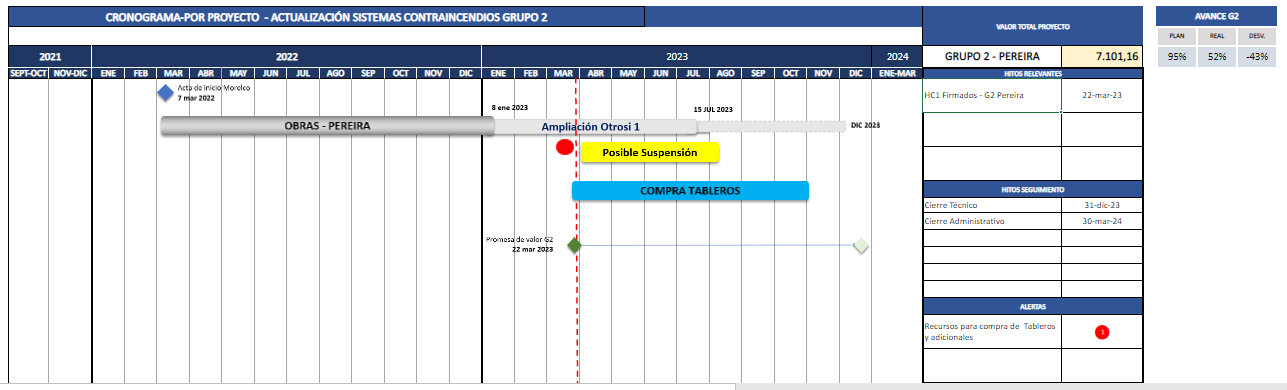 CRONOGRAMA-POR PROYECTO - ACTUALIZACIÓN SISTEMAS CONTRAINCENDIOS GRUPO 2
VALOR TOTAL PROYECTO
AVANCE G2
PLAN REAL DESV.
2021 2022 2023 2024 GRUPO 2 - PEREIRA 7.101,16 95% 52% -43%
SEPT-OCT NOV-DIC ENE FEB MAR ABR MAY JUN JUL AGO SEP OCT NOV DIC ENE FEB MAR ABR MAY JUN JUL AGO SEP OCT NOV DIC ENE-MAR HITOS RELEVANTES
Acta de inicio Morelco
7 mar 2022
HC1 Firmados - G2 Pereira 22-mar-23
8 ene 2023 15 JUL 2023
OBRAS - PEREIRA Ampliación Otrosi 1 DIC 2023
Posible Suspensión
COMPRA TABLEROS
HITOS SEGUIMIENTO
Cierre Técnico 31-dic-23
Cierre Administrativo 30-mar-24
Promesa de valor G2
22 mar 2023
ALERTAS
Recursos para compra de Tableros
y adicionales
1